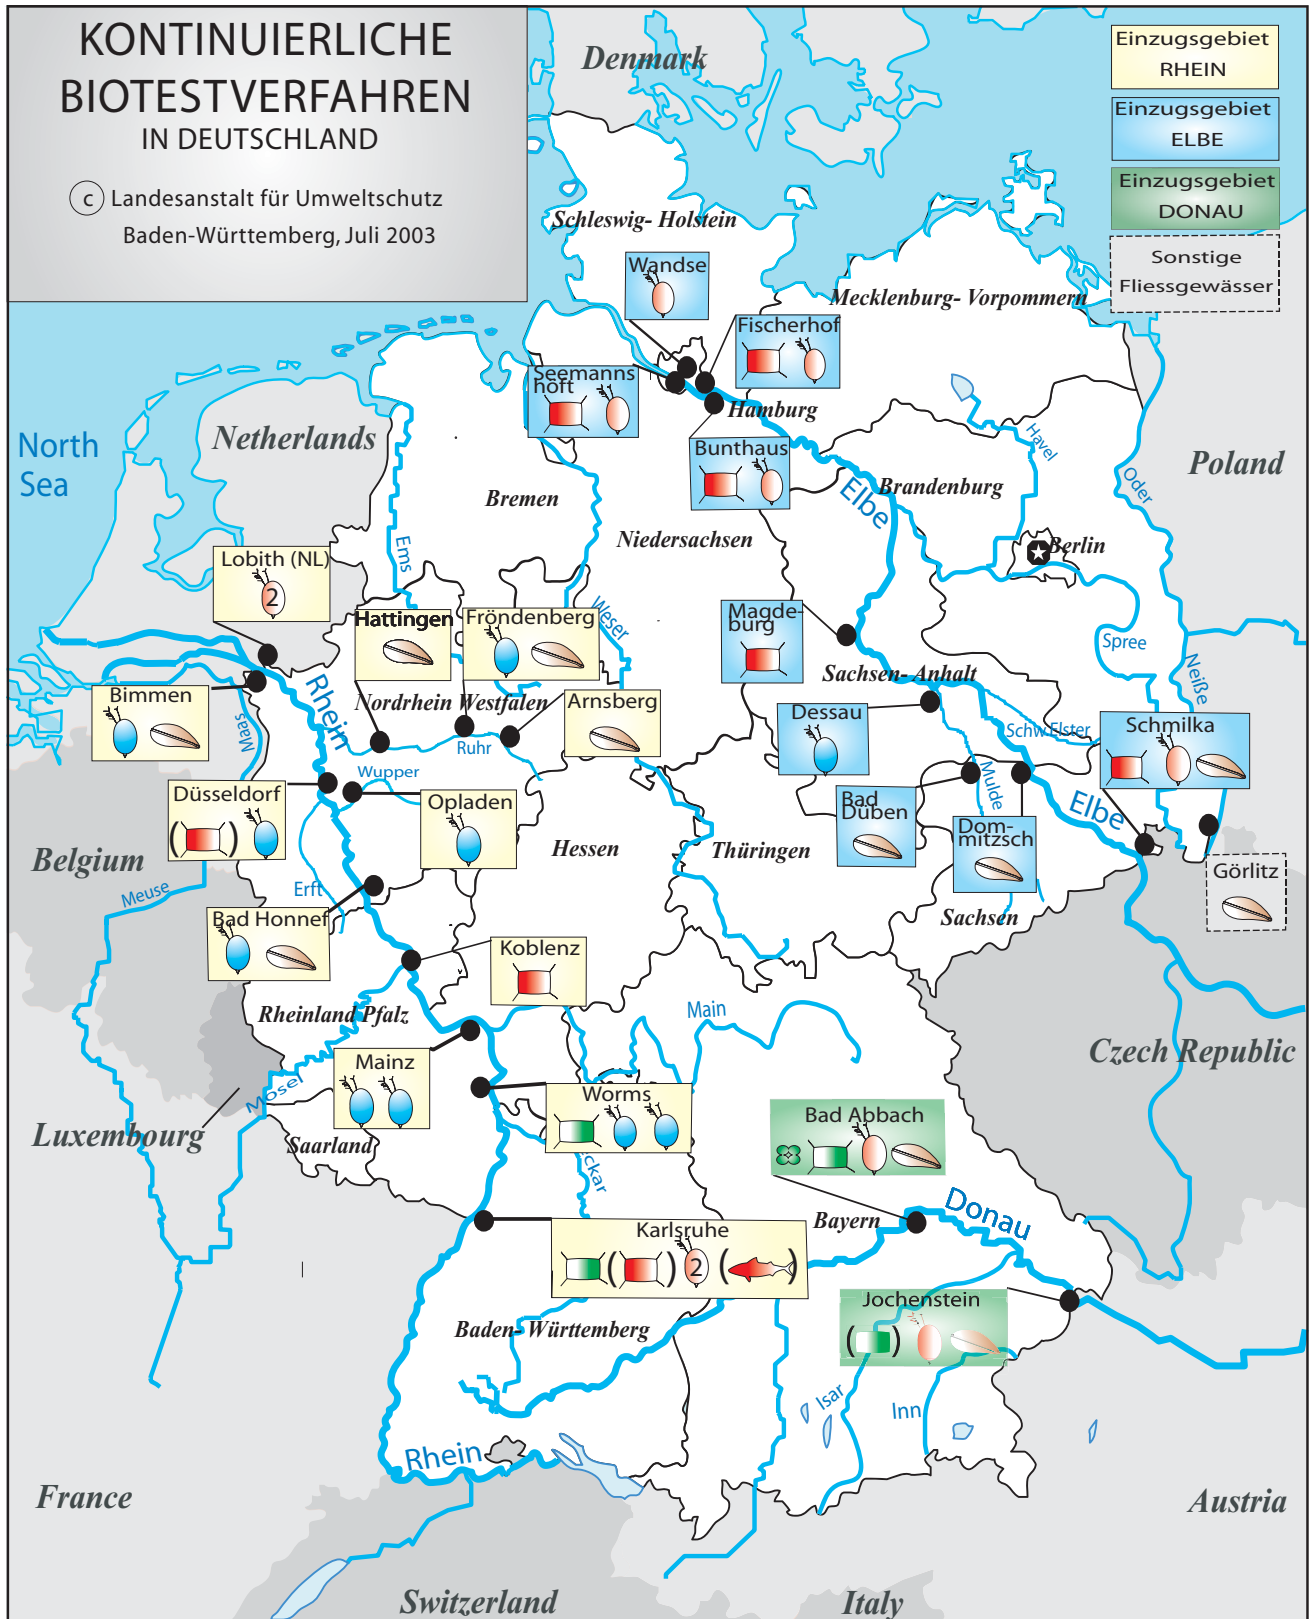 KONTINUIERLICHE
BIOTESTVERFAHREN
IN DEUTSCHLAND
c Landesanstalt für Umweltschutz
Baden-Württemberg, Juli 2003
Einzugsgebiet
RHEIN
Einzugsgebiet
ELBE
Einzugsgebiet
DONAU
Sonstige
Fliessgewässer
Denmark
Schleswig- Holstein
Wandse
Mecklenburg- Vorpommern
Fischerhof
Seemanns
höft
Hamburg
Netherlands
North
Sea
Bunthaus
Havel
Oder
Poland
Bremen
Elbe
Brandenburg
Niedersachsen
Ems
Berlin
Lobith (NL)
2
Hattingen
Fröndenberg
Weser
Magde-
burg
Spree
Neiße
Sachsen- Anhalt
Rhein
Nordrhein Westfalen
Bimmen
Maas
Arnsberg
Ruhr
Dessau
Schw.Elster
Schmilka
Wupper
Mulde
Düsseldorf
( )
Opladen
Bad
Düben
Elbe
Dom-
mitzsch
Belgium
Hessen
Thüringen
Görlitz
Meuse
Erft
Bad Honnef
Sachsen
Koblenz
Rheinland Pfalz
Main
Mainz
Czech Republic
Mosel
Worms
Luxembourg
Saarland
Bad Abbach
eckar
Donau
Bayern
Karlsruhe
( ) 2 ( )
Jochenstein
( )
Baden- Württemberg
Isar
Inn
Rhein
France
Austria
Switzerland
Italy